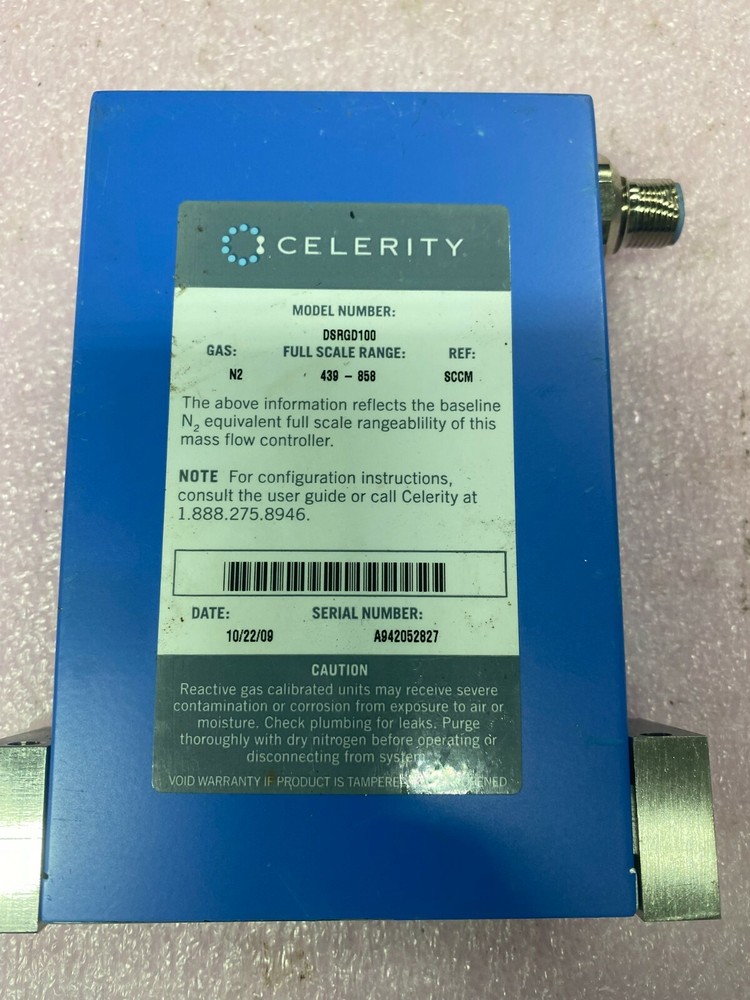 CELERITY
MODEL NUMBER:
DSRGD100
GAS: FULL SCALE RANGE: REF:
N2 439 - 858 SCCM
The above information reflects the baseline
N2 equivalent full scale rangeablility of this
mass flow controller.
NOTE For configuration instructions,
consult the user guide or call Celerity at
1.888.275.8946.
DATE: SERIAL NUMBER:
10/22/09 A942052827
CAUTION
Reactive gas calibrated units may receive severe
contamination or corrosion from exposure to air or
moisture. Check plumbing for leaks. Purge
thoroughly with dry nitrogen before operating or
disconnecting from system
VOID WARRANTY IF PRODUCT IS